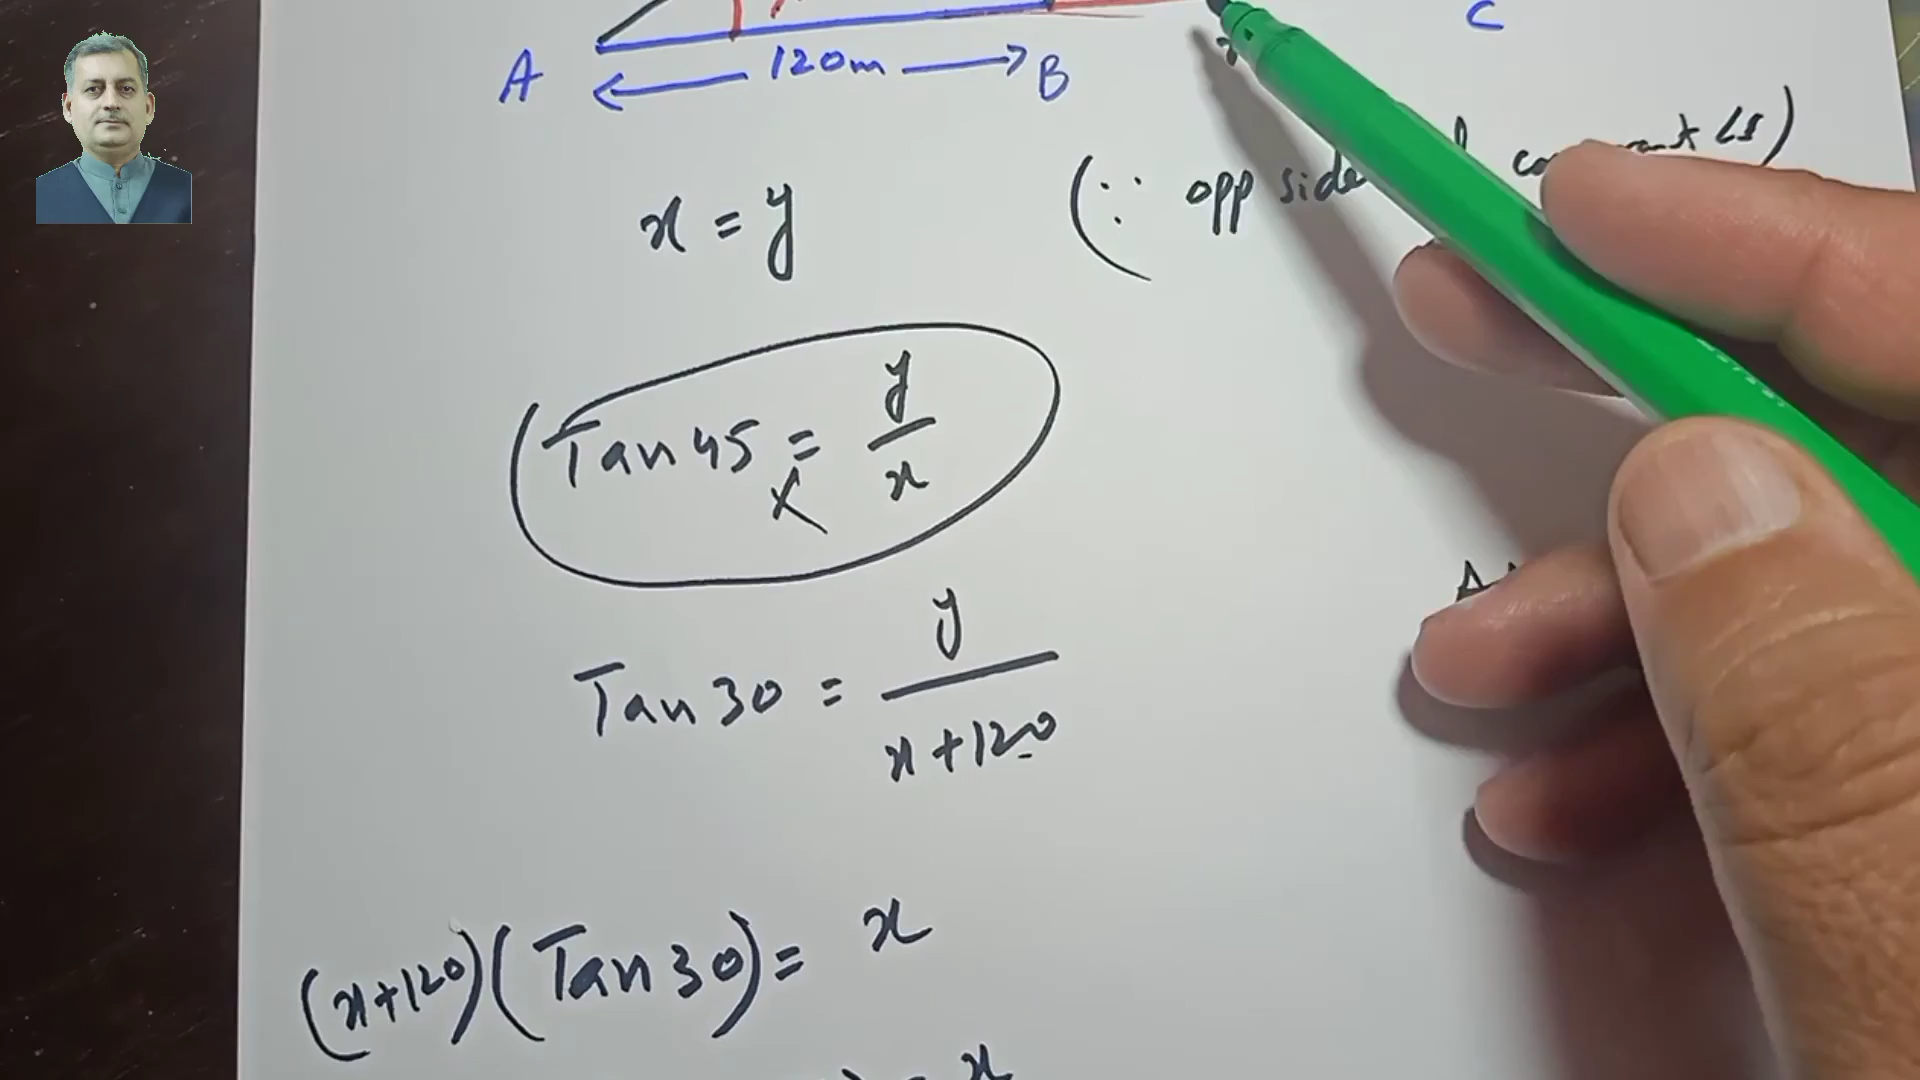 C
A ← 120m → B
x = y (∵ opp side
Tan 45 = y/x
Tan 30 = y/(x+120)
(x+120)(Tan 30) = x
= x